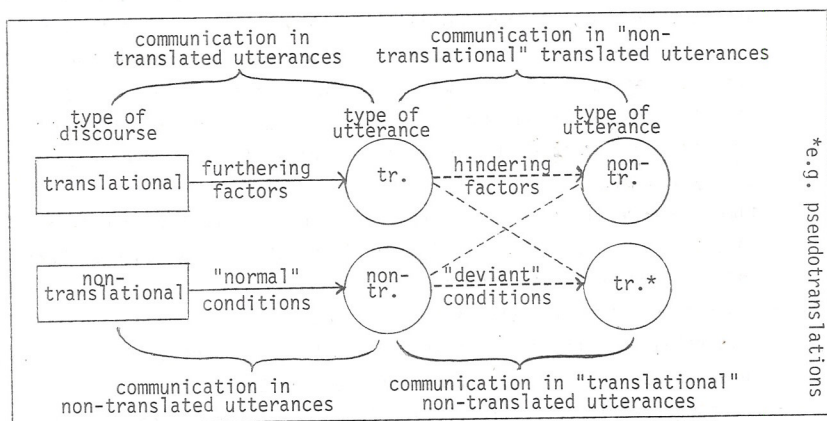 communication in
translated utterances
communication in "non-
translational" translated utterances
type of
discourse
type of
utterance
type of
utterance
translational
furthering
factors
tr.
hindering
factors
non-
tr.
non-
translational
"normal"
conditions
non-
tr.
"deviant"
conditions
tr.*
communication in
non-translated utterances
communication in "translational"
non-translated utterances
*e.g. pseudotranslations